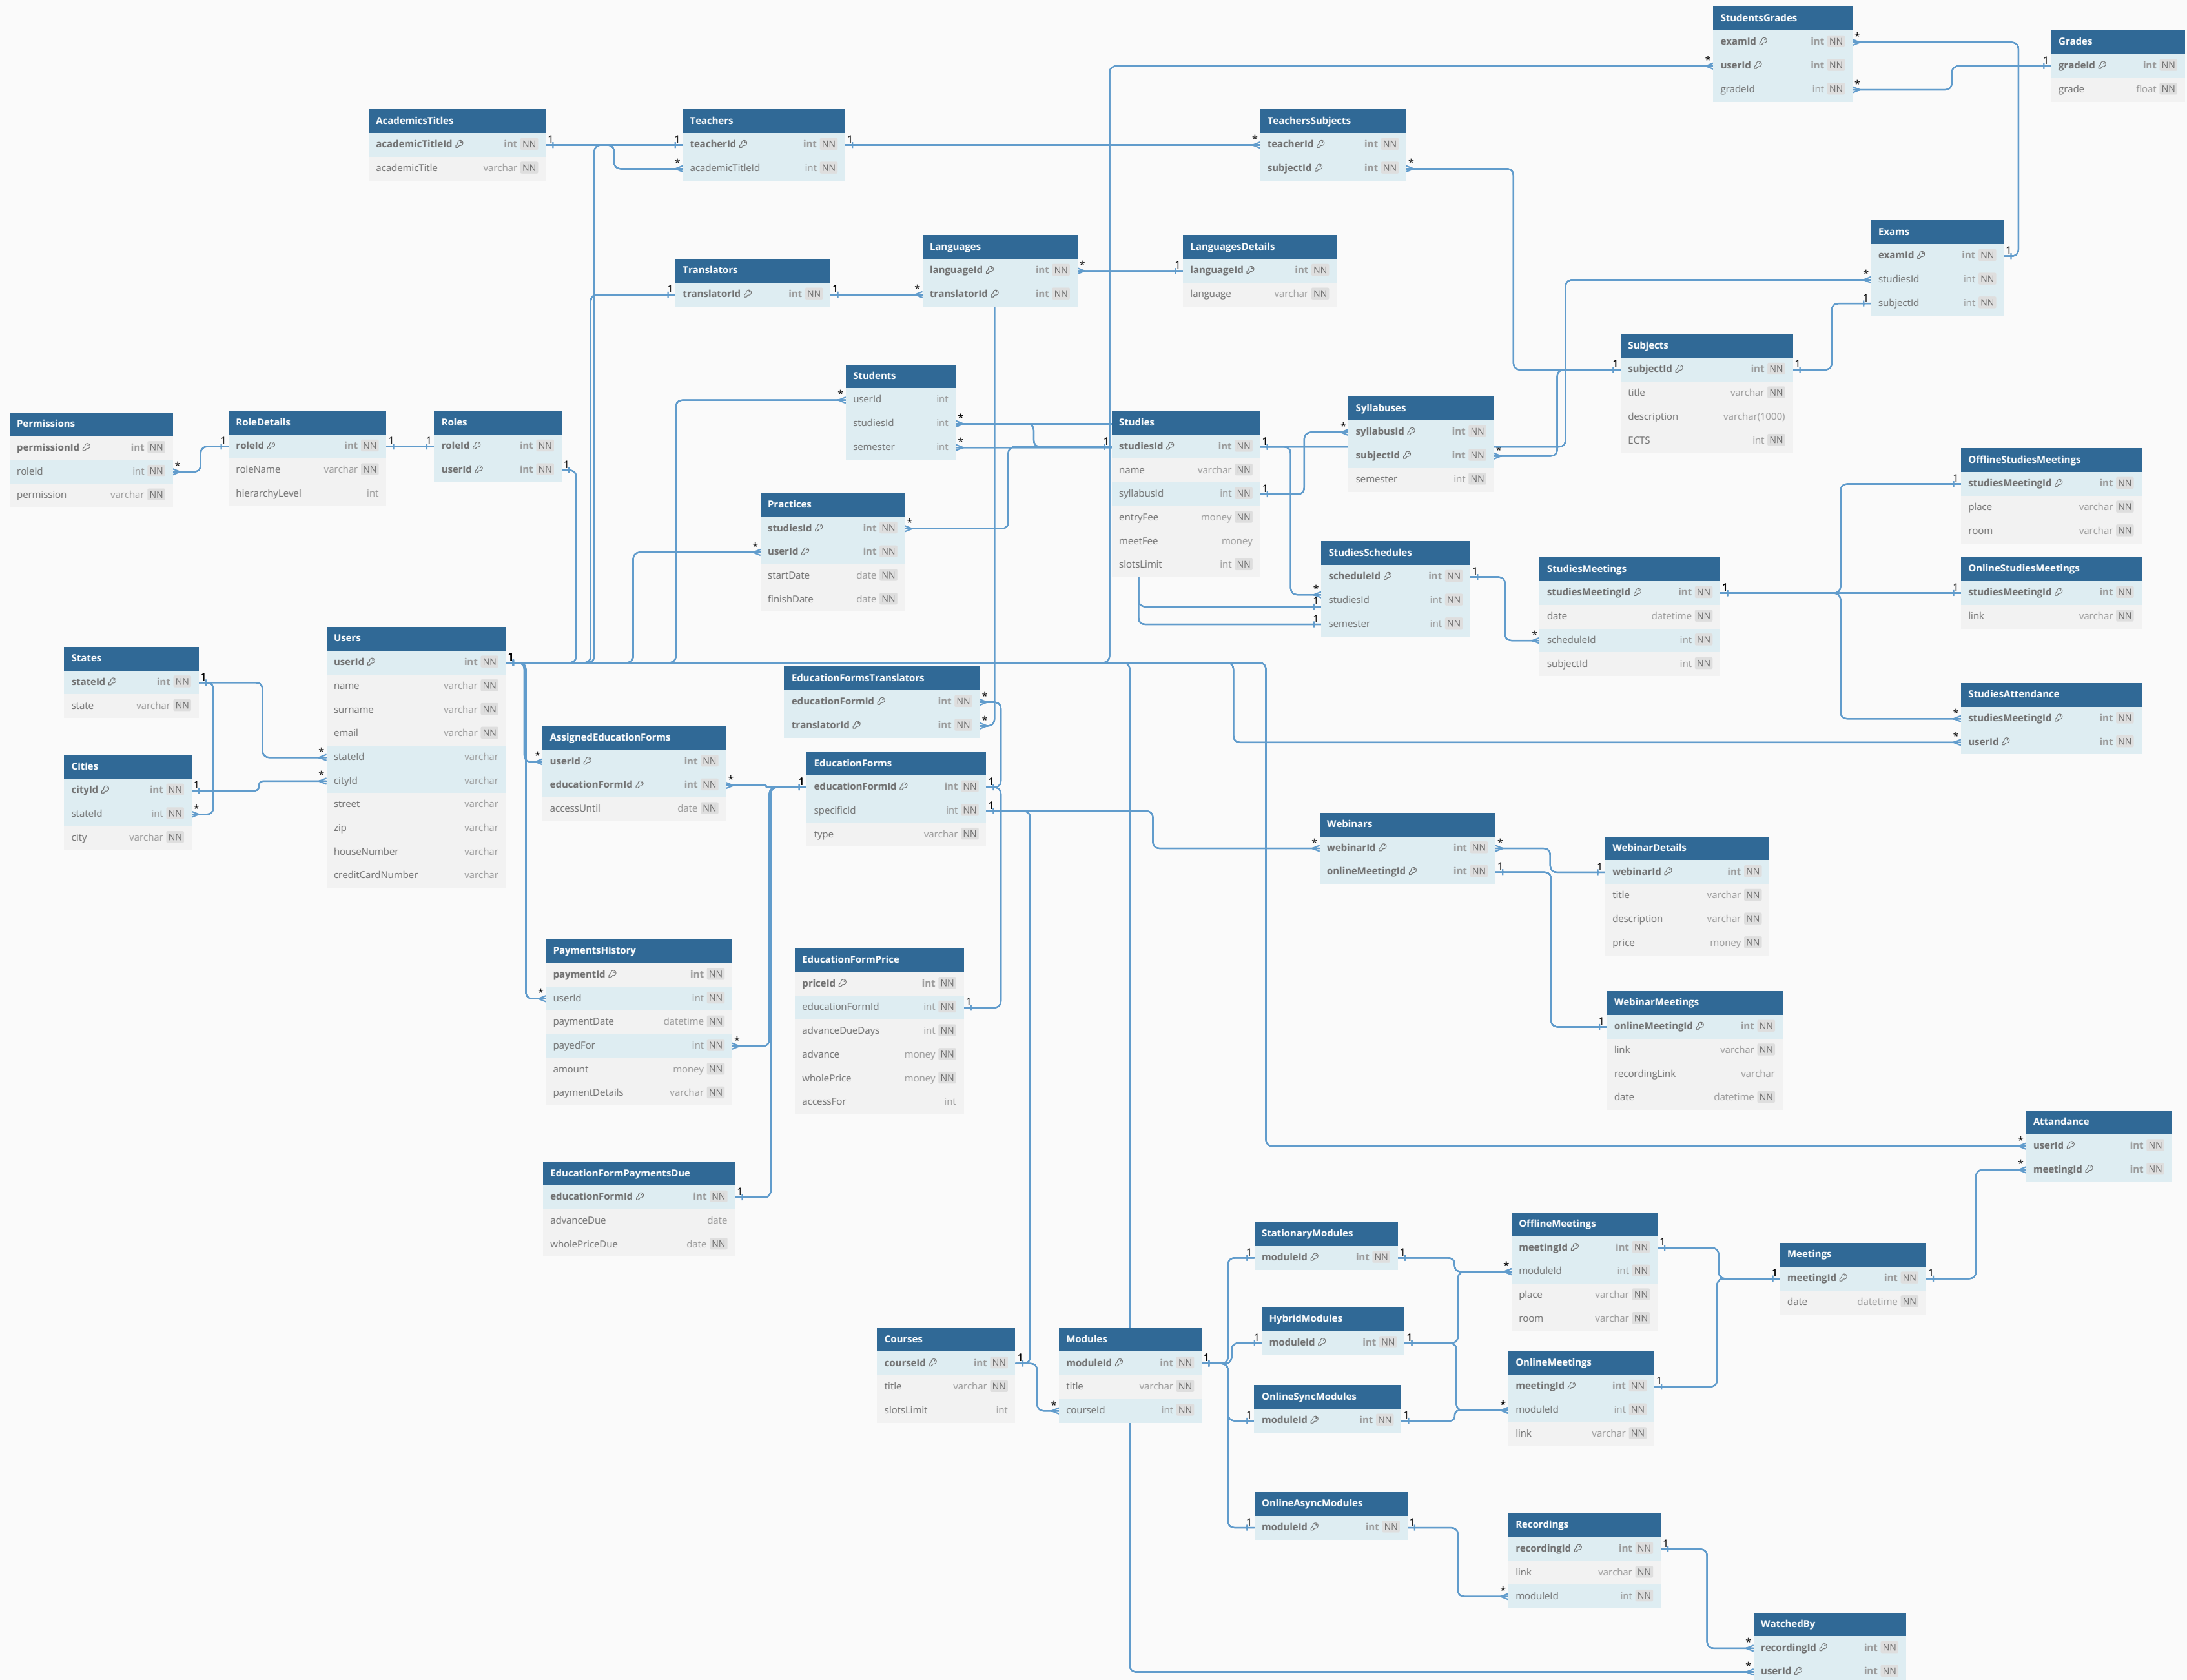 StudentsGrades
examId int NN
userId int NN
gradeId int NN
Grades
gradeId int NN
grade float NN
AcademicsTitles
academicTitleId int NN
academicTitle varchar NN
Teachers
teacherId int NN
academicTitleId int NN
TeachersSubjects
teacherId int NN
subjectId int NN
Exams
examId int NN
studiesId int NN
subjectId int NN
Translators
translatorId int NN
Languages
languageId int NN
translatorId int NN
LanguagesDetails
languageId int NN
language varchar NN
Subjects
subjectId int NN
title varchar NN
description varchar(1000)
ECTS int NN
Students
userId int
studiesId int
semester int
Permissions
permissionId int NN
roleId int NN
permission varchar NN
RoleDetails
roleId int NN
roleName varchar NN
hierarchyLevel int
Roles
roleId int NN
userId int NN
Studies
studiesId int NN
name varchar NN
syllabusId int NN
entryFee money NN
meetFee money
slotsLimit int NN
Syllabuses
syllabusId int NN
subjectId int NN
semester int NN
OfflineStudiesMeetings
studiesMeetingId int NN
place varchar NN
room varchar NN
Practices
studiesId int NN
userId int NN
startDate date NN
finishDate date NN
StudiesSchedules
scheduleId int NN
studiesId int NN
semester int NN
StudiesMeetings
studiesMeetingId int NN
date datetime NN
scheduleId int NN
subjectId int NN
OnlineStudiesMeetings
studiesMeetingId int NN
link varchar NN
States
stateId int NN
state varchar NN
Users
userId int NN
name varchar NN
surname varchar NN
email varchar NN
stateId varchar
cityId varchar
street varchar
zip varchar
houseNumber varchar
creditCardNumber varchar
EducationFormsTranslators
educationFormId int NN
translatorId int NN
StudiesAttendance
studiesMeetingId int NN
userId int NN
Cities
cityId int NN
stateId int NN
city varchar NN
AssignedEducationForms
userId int NN
educationFormId int NN
accessUntil date NN
EducationForms
educationFormId int NN
specificId int NN
type varchar NN
Webinars
webinarId int NN
onlineMeetingId int NN
WebinarDetails
webinarId int NN
title varchar NN
description varchar NN
price money NN
PaymentsHistory
paymentId int NN
userId int NN
paymentDate datetime NN
payedFor int NN
amount money NN
paymentDetails varchar NN
EducationFormPrice
priceId int NN
educationFormId int NN
advanceDueDays int NN
advance money NN
wholePrice money NN
accessFor int
WebinarMeetings
onlineMeetingId int NN
link varchar NN
recordingLink varchar
date datetime NN
Attandance
userId int NN
meetingId int NN
EducationFormPaymentsDue
educationFormId int NN
advanceDue date
wholePriceDue date NN
StationaryModules
moduleId int NN
OfflineMeetings
meetingId int NN
moduleId int NN
place varchar NN
room varchar NN
Meetings
meetingId int NN
date datetime NN
HybridModules
moduleId int NN
Courses
courseId int NN
title varchar NN
slotsLimit int
Modules
moduleId int NN
title varchar NN
courseId int NN
OnlineSyncModules
moduleId int NN
OnlineMeetings
meetingId int NN
moduleId int NN
link varchar NN
OnlineAsyncModules
moduleId int NN
Recordings
recordingId int NN
link varchar NN
moduleId int NN
WatchedBy
recordingId int NN
userId int NN